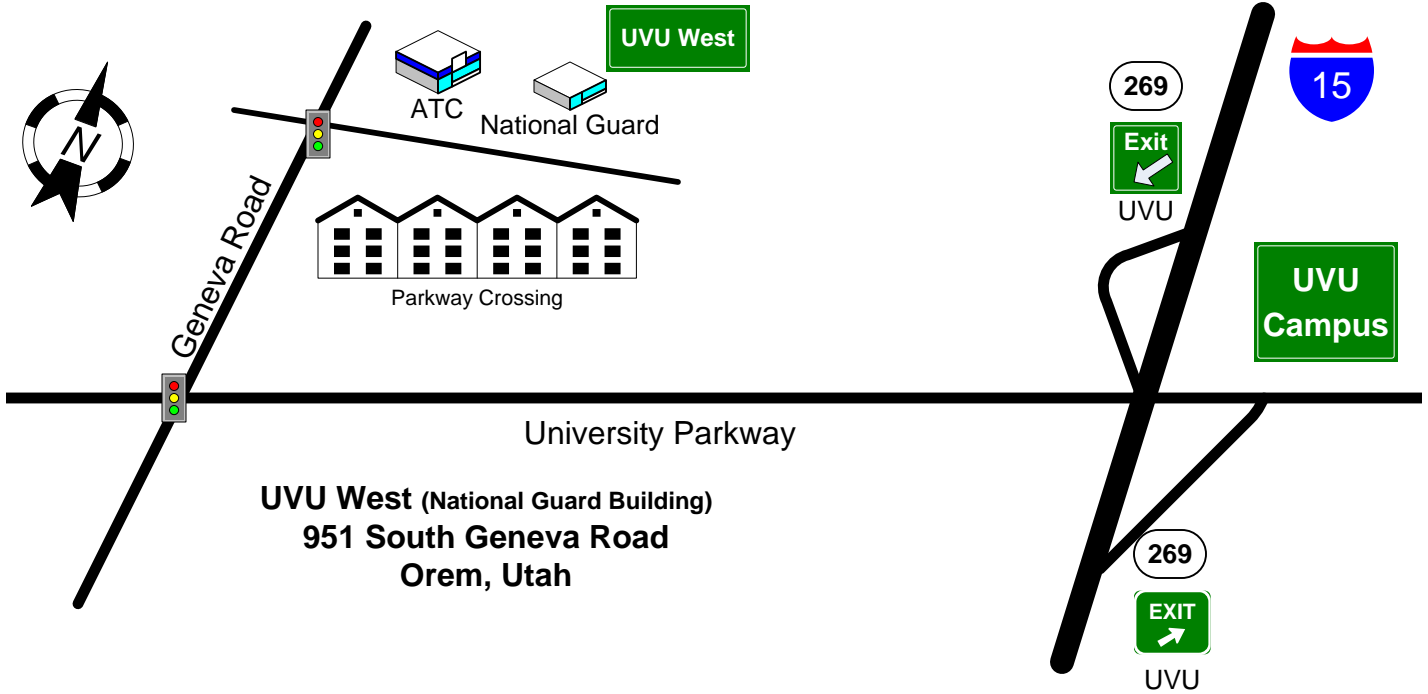 UVU West
ATC
National Guard
N
269
Exit
UVU
15
Geneva Road
Parkway Crossing
UVU
Campus
University Parkway
UVU West (National Guard Building)
951 South Geneva Road
Orem, Utah
269
EXIT
UVU